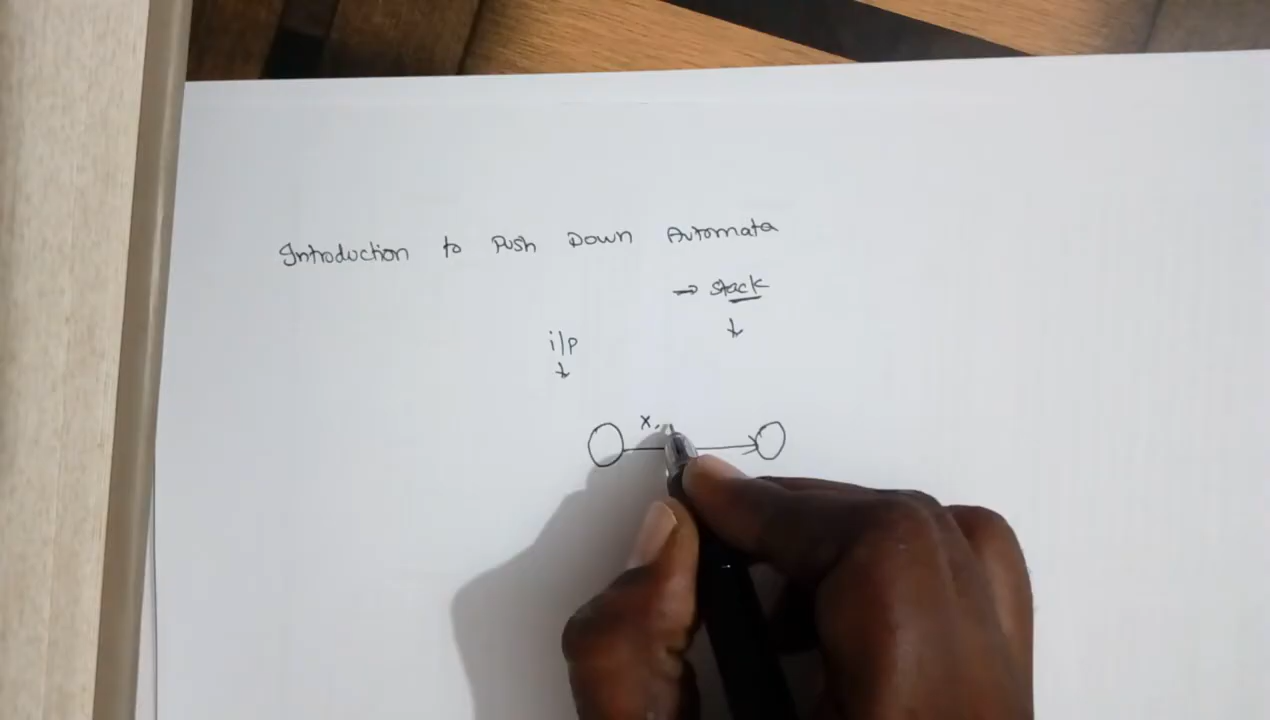 Introduction to Push Down Automata
→ stack
↓
i/p
↓
x,